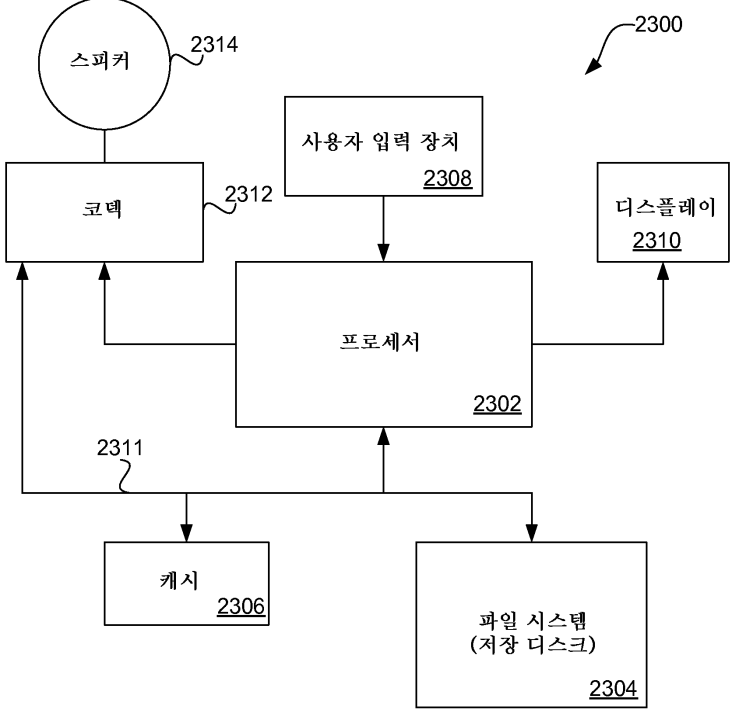 2300
스피커
2314
사용자 입력 장치
2308
코덱
2312
디스플레이
2310
프로세서
2302
2311
캐시
2306
파일 시스템
(저장 디스크)
2304